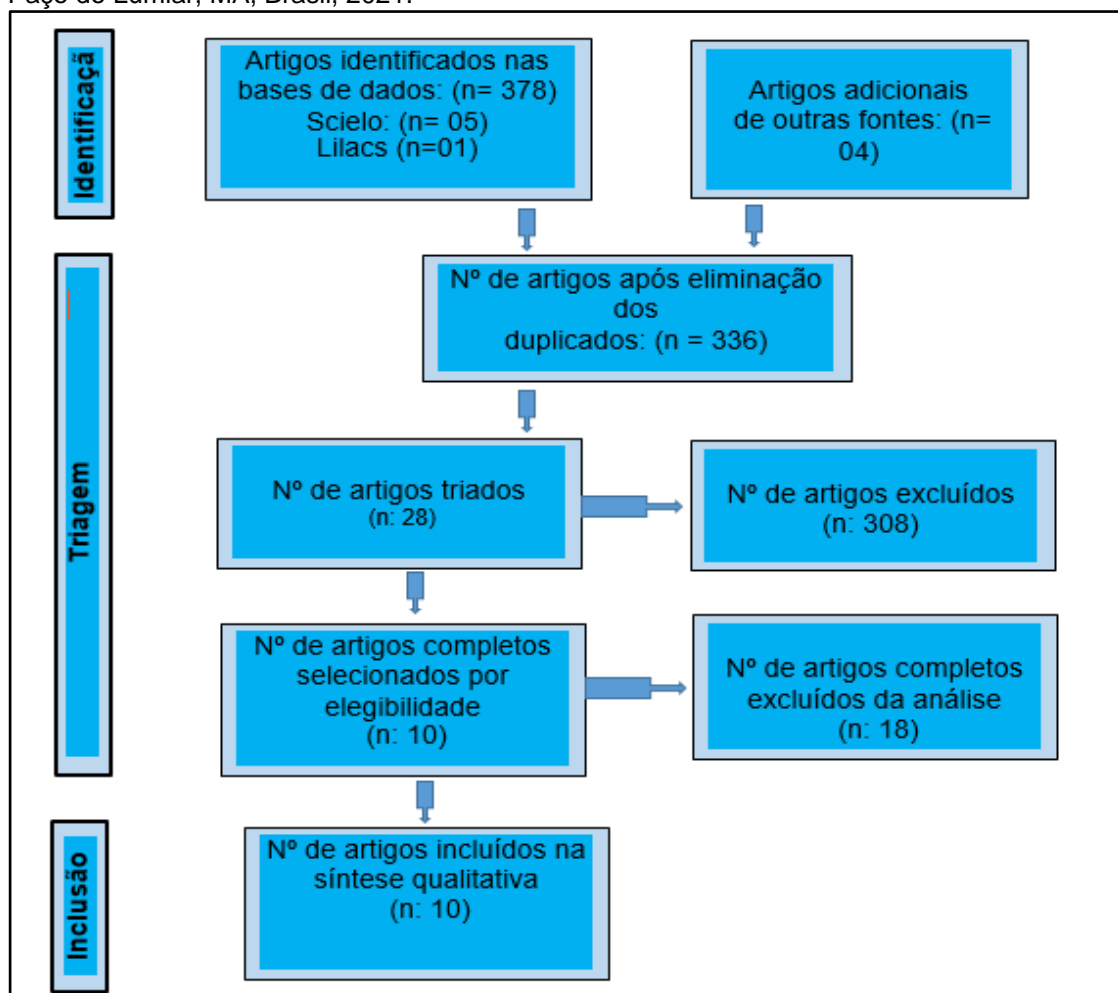 Paço do Lumiar, MA, Brasil, 2021.
Identificaçã
Artigos identificados nas
bases de dados: (n= 378)
Scielo: (n= 05)
Lilacs (n=01)
Artigos adicionais
de outras fontes: (n=
04)
Triagem
Nº de artigos após eliminação
dos
duplicados: (n = 336)
Nº de artigos triados
(n: 28)
Nº de artigos excluídos
(n: 308)
Nº de artigos completos
selecionados por
elegibilidade
(n: 10)
Nº de artigos completos
excluídos da análise
(n: 18)
Inclusão
Nº de artigos incluídos na
síntese qualitativa
(n: 10)